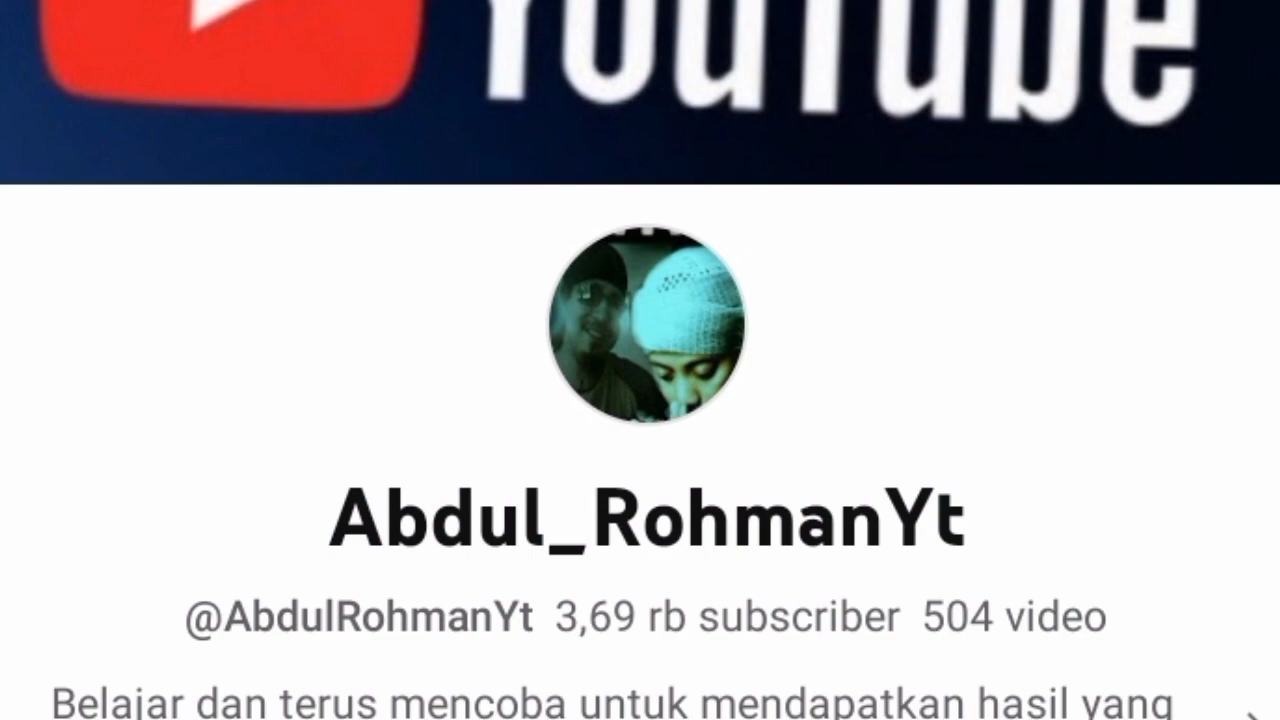 YouTube
Abdul_RohmanYt
@AbdulRohmanYt 3,69 rb subscriber 504 video
Belajar dan terus mencoba untuk mendapatkan hasil yang